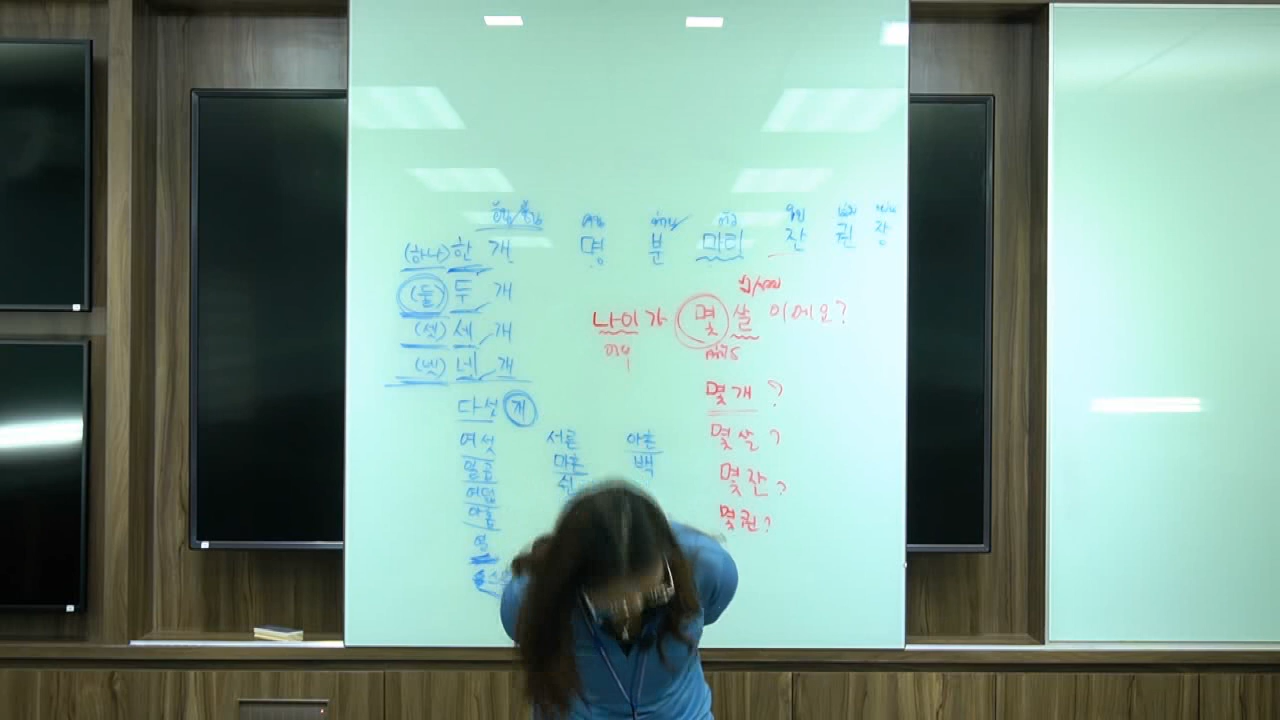 명 분 마리 잔 권 장
(하나) 한 개
(둘) 두 개
(셋) 세 개
(넷) 네 개
다섯 개
여섯
일곱
여덟
아홉
열
서른
마흔
쉰
아흔
백
나이가 몇 살 이에요?
몇 개 ?
몇 살 ?
몇 잔 ?
몇 권 ?